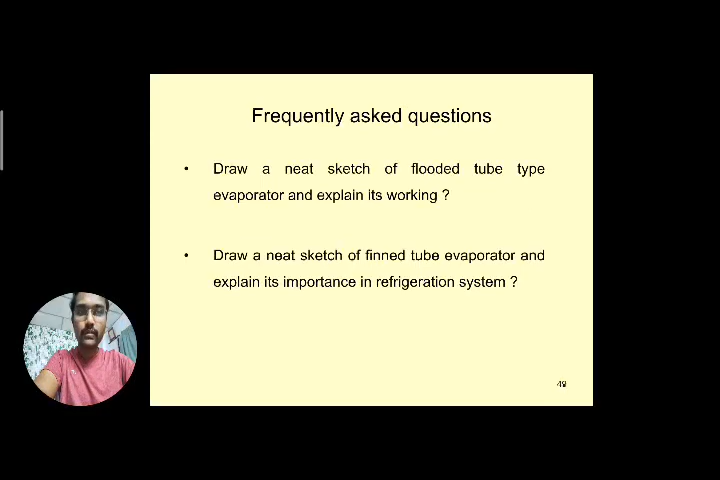 Frequently asked questions
• Draw a neat sketch of flooded tube type
evaporator and explain its working ?
• Draw a neat sketch of finned tube evaporator and
explain its importance in refrigeration system ?
49